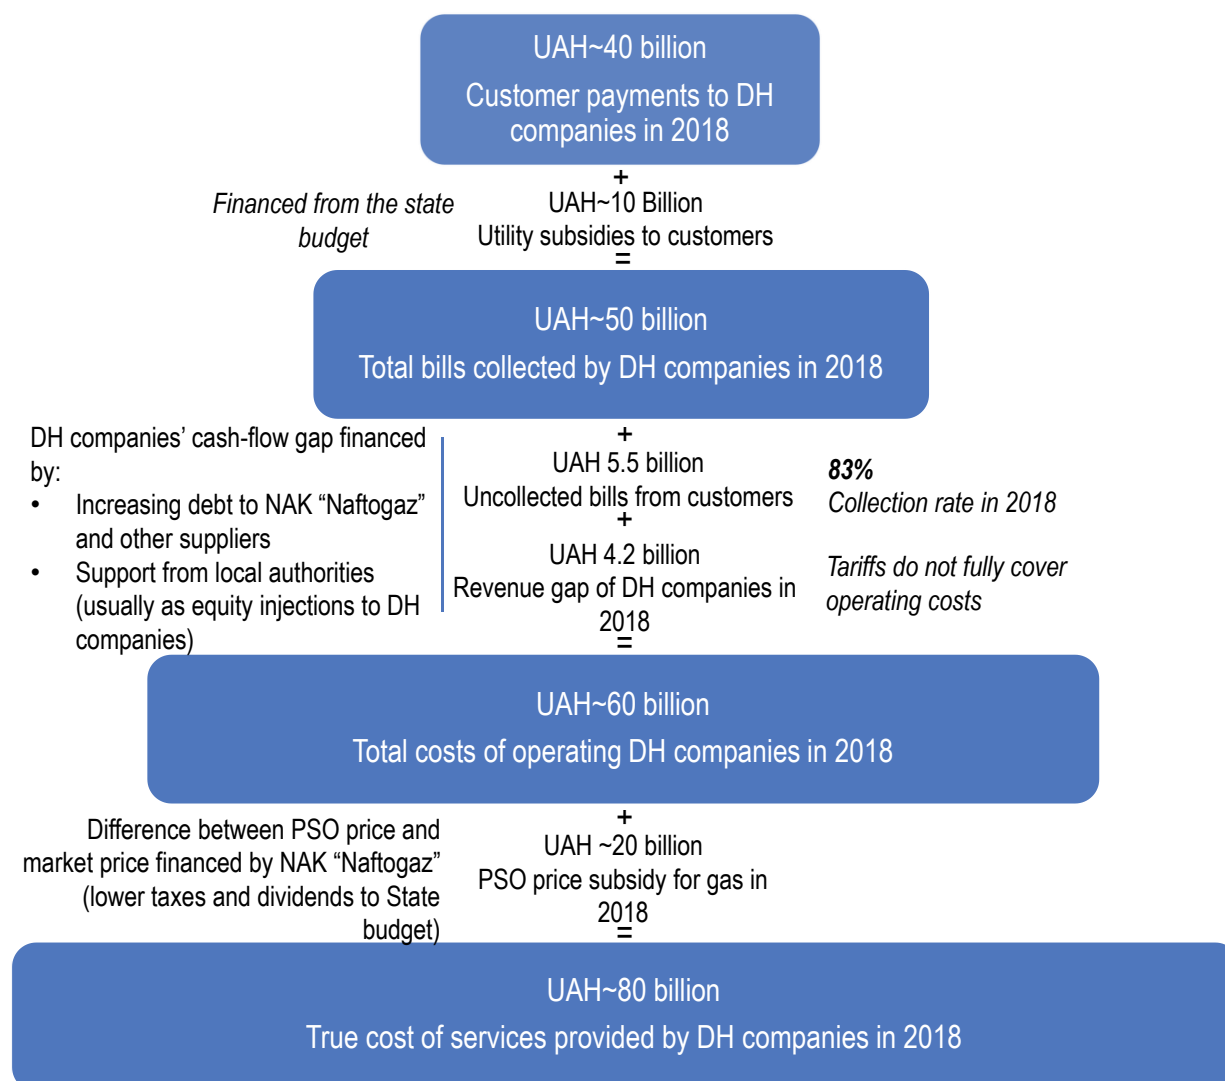 UAH~40 billion
Customer payments to DH
companies in 2018
+
Financed from the state
budget
UAH~10 Billion
Utility subsidies to customers
=
UAH~50 billion
Total bills collected by DH companies in 2018
DH companies’ cash-flow gap financed
by:
• Increasing debt to NAK “Naftogaz”
and other suppliers
• Support from local authorities
(usually as equity injections to DH
companies)
+
UAH 5.5 billion
Uncollected bills from customers
+
UAH 4.2 billion
Revenue gap of DH companies in
2018
=
83%
Collection rate in 2018
Tariffs do not fully cover
operating costs
UAH~60 billion
Total costs of operating DH companies in 2018
Difference between PSO price and
market price financed by NAK “Naftogaz”
(lower taxes and dividends to State
budget)
+
UAH ~20 billion
PSO price subsidy for gas in
2018
=
UAH~80 billion
True cost of services provided by DH companies in 2018